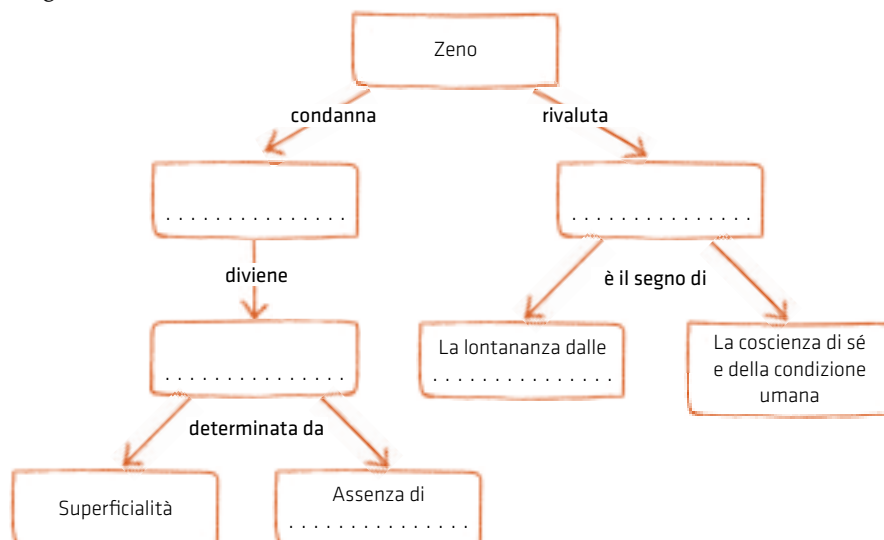 Zeno
condanna
rivaluta
. . . . . . . . . . . . . . .
. . . . . . . . . . . . . . .
diviene
è il segno di
. . . . . . . . . . . . . . .
La lontananza dalle
. . . . . . . . . . . . . . .
La coscienza di sé
e della condizione
umana
determinata da
Superficialità
Assenza di
. . . . . . . . . . . . . . .